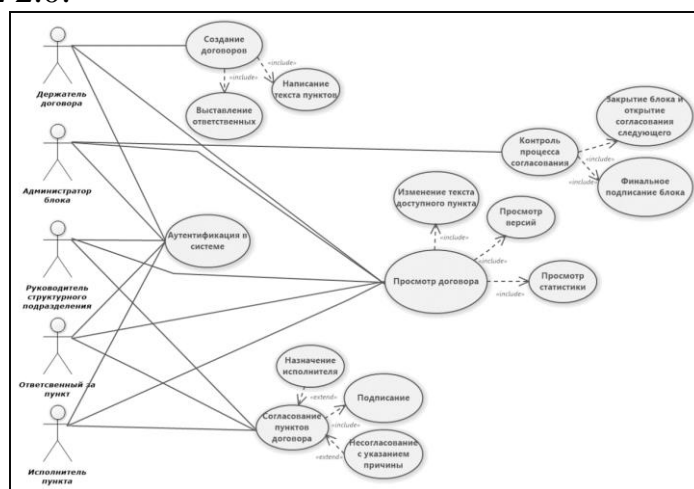 2.6.
Держатель
договора
Администратор
блока
Руководитель
структурного
подразделения
Ответсвенный за
пункт
Исполнитель
пункта
Создание
договоров
«include»
«include»
Написание
текста пунктов
Выставление
ответственных
Закрытие блока и
открытие
согласования
следующего
Контроль
процесса
согласования
«include»
«include»
Финальное
подписание блока
Изменение текста
доступного пункта
Просмотр
версий
Аутентификация в
системе
«include»
«include»
Просмотр договора
«include»
Просмотр
статистики
Назначение
исполнителя
«extend»
Подписание
Согласование
пунктов
договора
«include»
Несогласование
с указанием
причины
«extend»